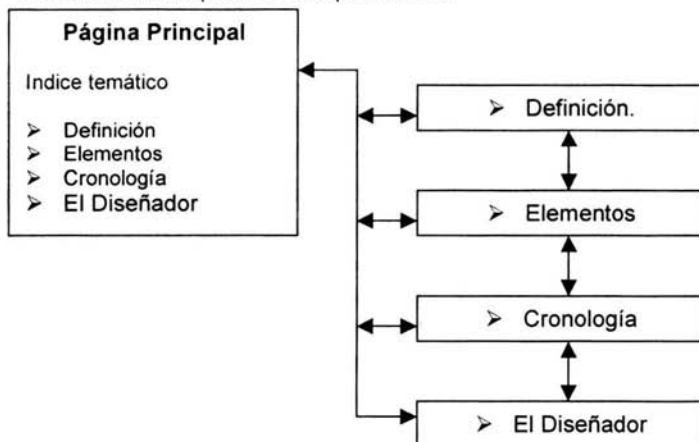 Página Principal
Indice temático
➢ Definición
➢ Elementos
➢ Cronología
➢ El Diseñador
➢ Definición.
➢ Elementos
➢ Cronología
➢ El Diseñador